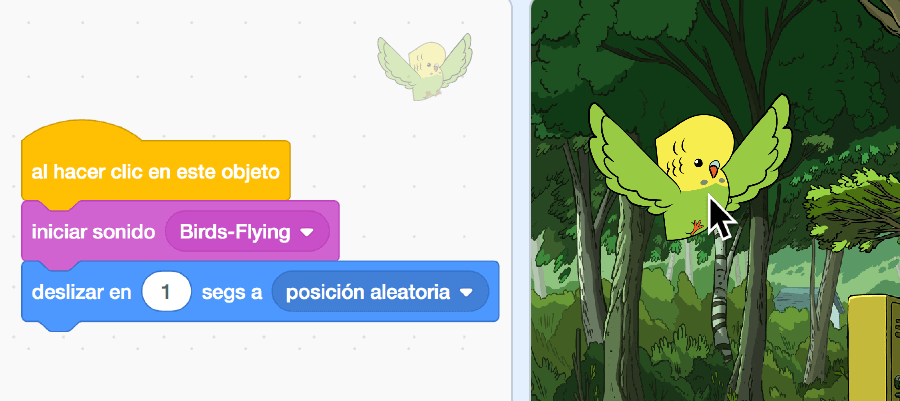 al hacer clic en este objeto
iniciar sonido Birds-Flying
deslizar en 1 segs a posición aleatoria